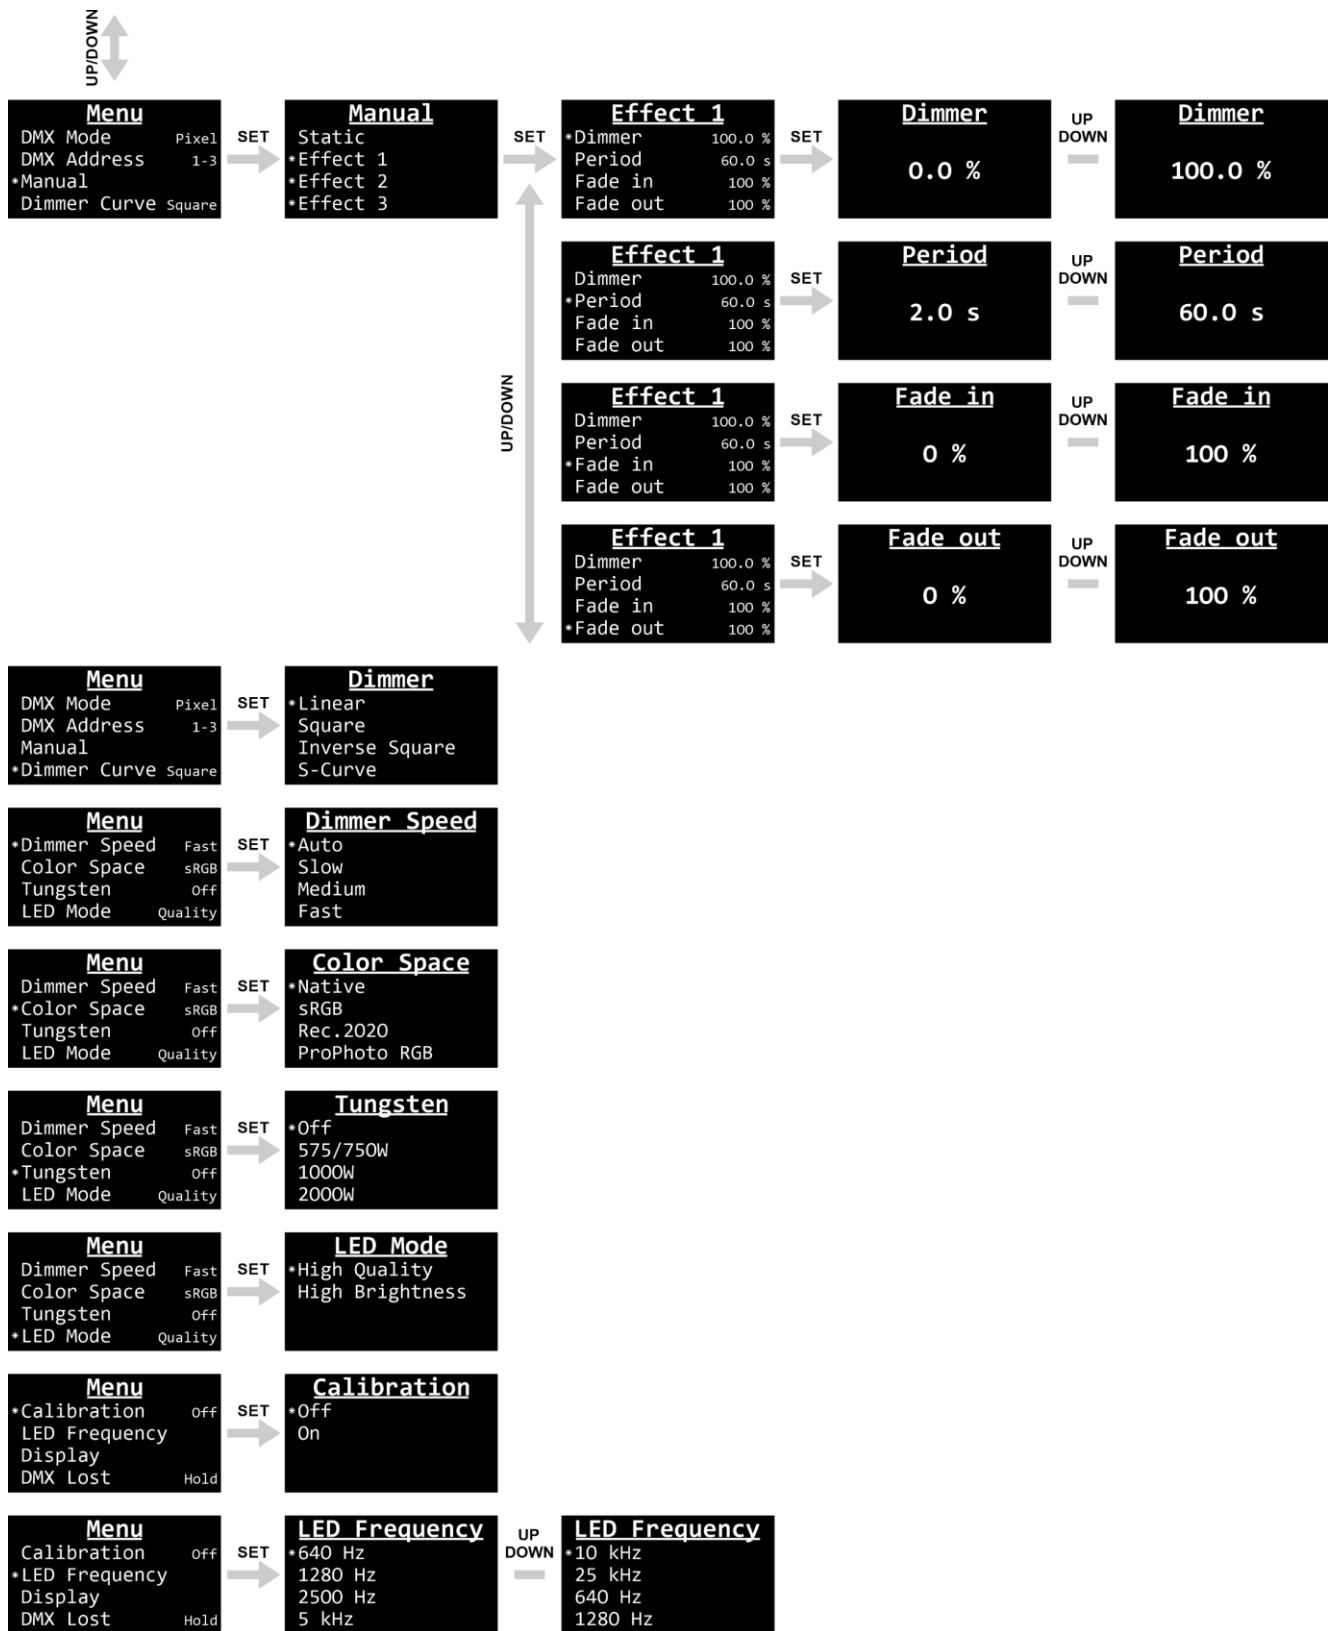 UP/DOWN
Menu
DMX Mode Pixel
DMX Address 1-3
*Manual
Dimmer Curve Square
SET
Manual
Static
*Effect 1
*Effect 2
*Effect 3
SET
Effect 1
*Dimmer 100.0 %
Period 60.0 s
Fade in 100 %
Fade out 100 %
SET
Dimmer
0.0 %
UP
DOWN
Dimmer
100.0 %
UP/DOWN
Effect 1
Dimmer 100.0 %
*Period 60.0 s
Fade in 100 %
Fade out 100 %
SET
Period
2.0 s
UP
DOWN
Period
60.0 s
Effect 1
Dimmer 100.0 %
Period 60.0 s
*Fade in 100 %
Fade out 100 %
SET
Fade in
0 %
UP
DOWN
Fade in
100 %
Effect 1
Dimmer 100.0 %
Period 60.0 s
Fade in 100 %
*Fade out 100 %
SET
Fade out
0 %
UP
DOWN
Fade out
100 %
Menu
DMX Mode Pixel
DMX Address 1-3
Manual
*Dimmer Curve Square
SET
Dimmer
*Linear
Square
Inverse Square
S-Curve
Menu
*Dimmer Speed Fast
Color Space sRGB
Tungsten Off
LED Mode Quality
SET
Dimmer Speed
*Auto
Slow
Medium
Fast
Menu
Dimmer Speed Fast
*Color Space sRGB
Tungsten Off
LED Mode Quality
SET
Color Space
*Native
sRGB
Rec.2020
ProPhoto RGB
Menu
Dimmer Speed Fast
Color Space sRGB
*Tungsten Off
LED Mode Quality
SET
Tungsten
*Off
575/750W
1000W
2000W
Menu
Dimmer Speed Fast
Color Space sRGB
Tungsten Off
*LED Mode Quality
SET
LED Mode
*High Quality
High Brightness
Menu
*Calibration Off
LED Frequency
Display
DMX Lost Hold
SET
Calibration
*Off
On
Menu
Calibration Off
*LED Frequency
Display
DMX Lost Hold
SET
LED Frequency
*640 Hz
1280 Hz
2500 Hz
5 kHz
UP
DOWN
LED Frequency
*10 kHz
25 kHz
640 Hz
1280 Hz